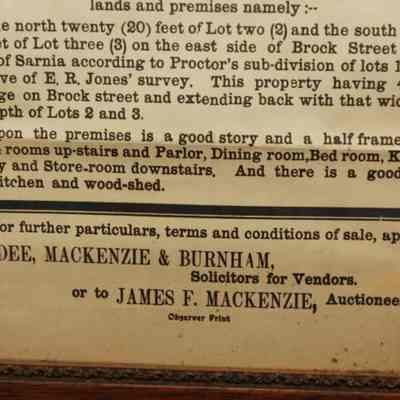 lands and premises namely :--
e north twenty (20) feet of Lot two (2) and the south
t of Lot three (3) on the east side of Brock Street
of Sarnia according to Proctor's sub-division of lots 1
ve of E. R. Jones' survey. This property having 4
ge on Brock street and extending back with that wid
pth of Lots 2 and 3.
pon the premises is a good story and a half frame
rooms up-stairs and Parlor, Dining room, Bed room, K
y and Store-room downstairs. And there is a good
itchen and wood-shed.
or further particulars, terms and conditions of sale, ap
DEE, MACKENZIE & BURNHAM,
Solicitors for Vendors.
or to JAMES F. MACKENZIE, Auctionee
Observer Print